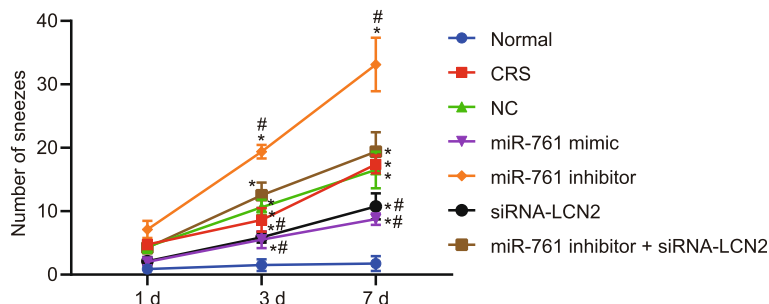 Number of sneezes
40
30
20
10
0
1 d
3 d
7 d
#
*
#
*
*
*
*
*#
*#
*
*
*
*#
*#
Normal
CRS
NC
miR-761 mimic
miR-761 inhibitor
siRNA-LCN2
miR-761 inhibitor + siRNA-LCN2